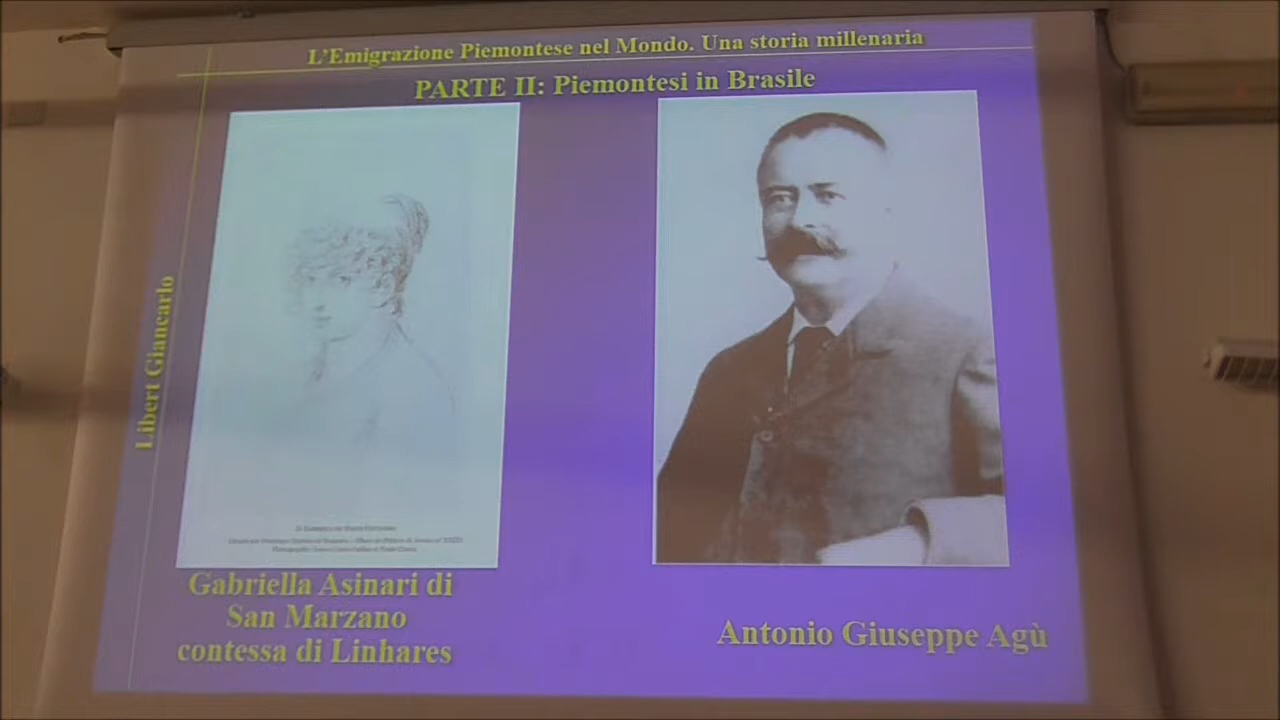 L'Emigrazione Piemontese nel Mondo. Una storia millenaria
PARTE II: Piemontesi in Brasile
Libert Giancarlo
Gabriella Asinari di
San Marzano
contessa di Linhares
Antonio Giuseppe Agù